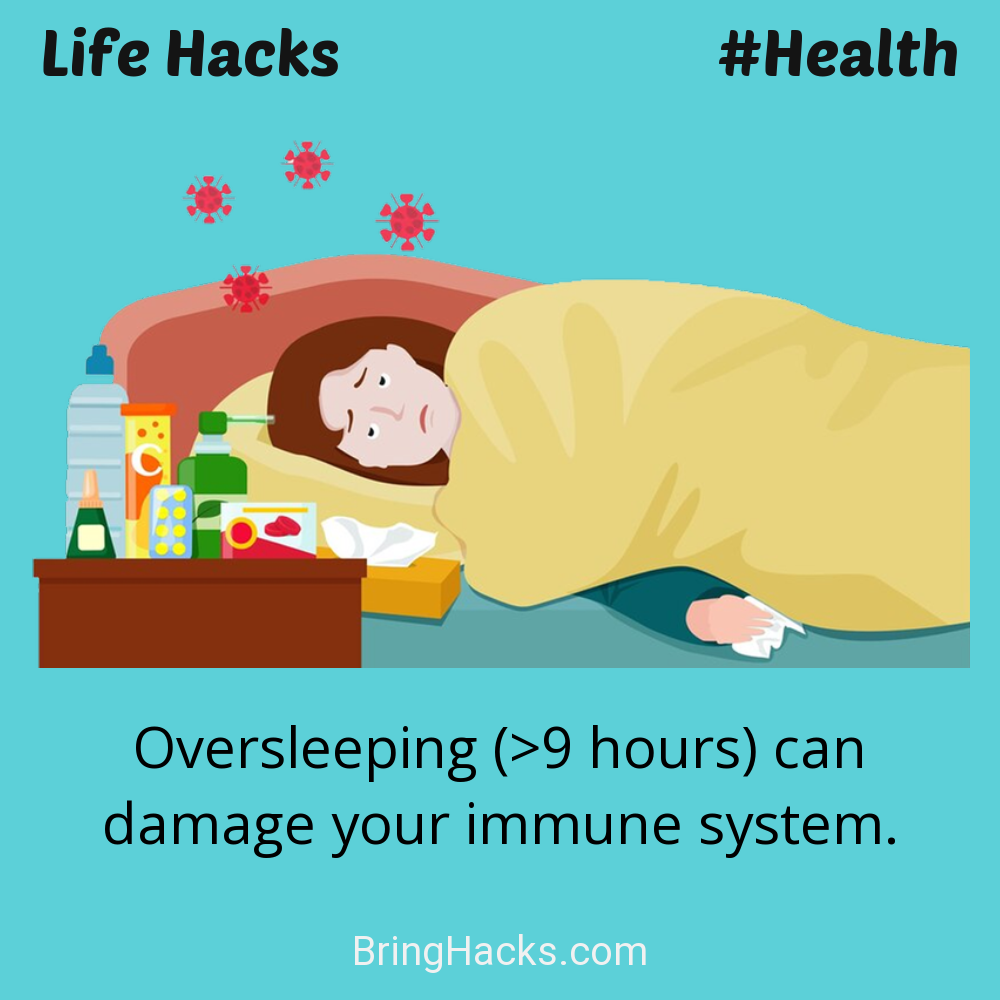 Life Hacks
#Health
C
Oversleeping (>9 hours) can
damage your immune system.
BringHacks.com